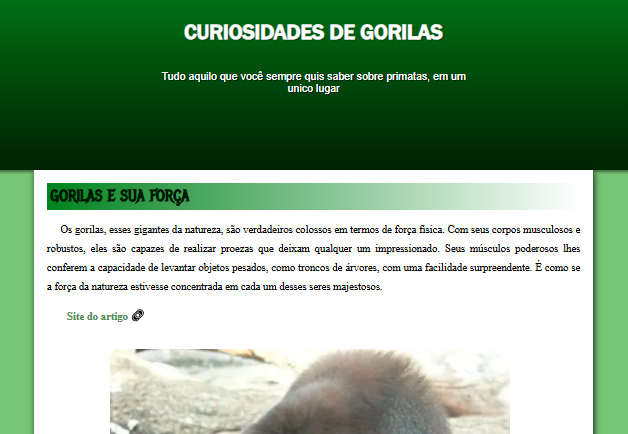 CURIOSIDADES DE GORILAS
Tudo aquilo que você sempre quis saber sobre primatas, em um
unico lugar
GORILAS E SUA FORÇA
Os gorilas, esses gigantes da natureza, são verdadeiros colossos em termos de força física. Com seus corpos musculosos e
robustos, eles são capazes de realizar proezas que deixam qualquer um impressionado. Seus músculos poderosos lhes
conferem a capacidade de levantar objetos pesados, como troncos de árvores, com uma facilidade surpreendente. É como se
a força da natureza estivesse concentrada em cada um desses seres majestosos.
Site do artigo